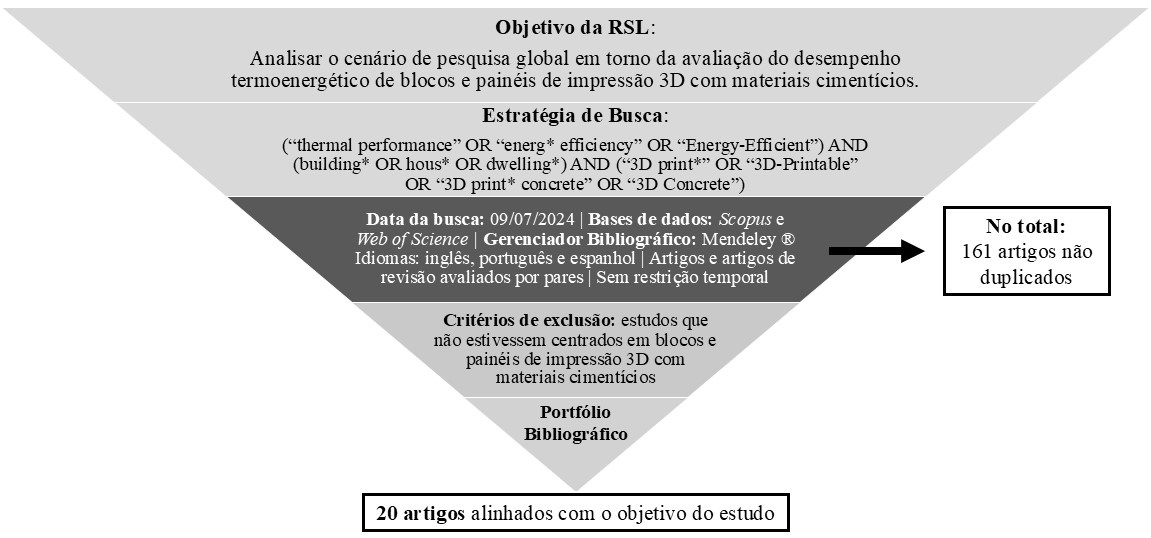 Objetivo da RSL:
Analisar o cenário de pesquisa global em torno da avaliação do desempenho
termoenergético de blocos e painéis de impressão 3D com materiais cimentícios.
Estratégia de Busca:
(“thermal performance” OR “energ* efficiency” OR “Energy-Efficient”) AND
(building* OR hous* OR dwelling*) AND (“3D print*” OR “3D-Printable”
OR “3D print* concrete” OR “3D Concrete”)
Data da busca: 09/07/2024 | Bases de dados: Scopus e
Web of Science | Gerenciador Bibliográfico: Mendeley ®
Idiomas: inglês, português e espanhol | Artigos e artigos de
revisão avaliados por pares | Sem restrição temporal
No total:
161 artigos não
duplicados
Critérios de exclusão: estudos que
não estivessem centrados em blocos e
painéis de impressão 3D com
materiais cimentícios
Portfólio
Bibliográfico
20 artigos alinhados com o objetivo do estudo